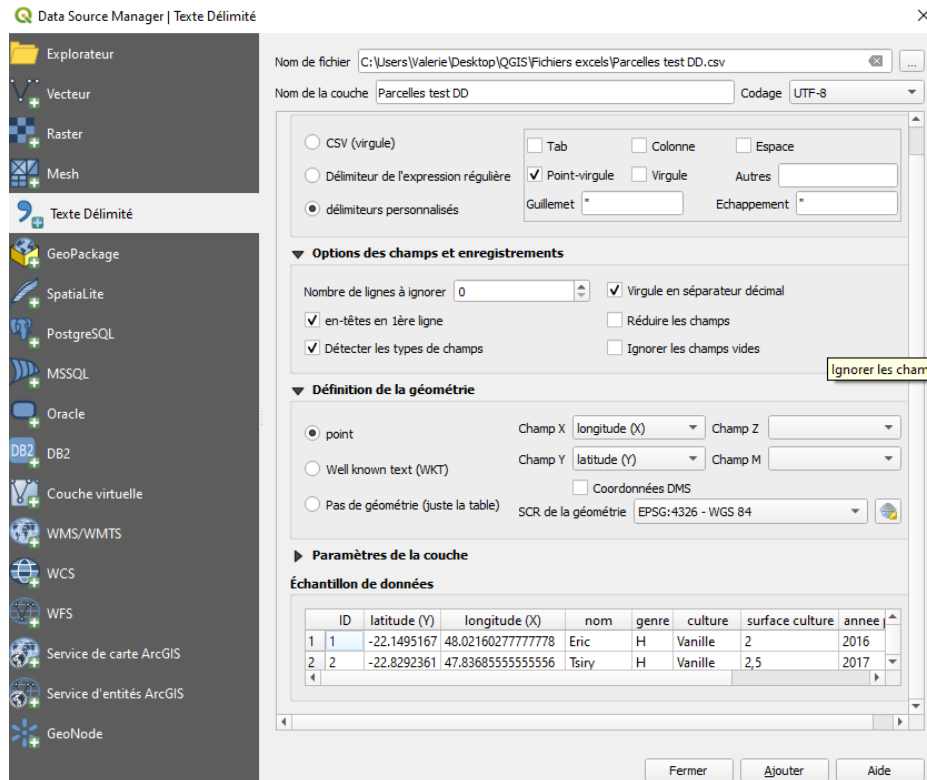 Data Source Manager | Texte Délimité
Explorateur
Vecteur
Raster
Mesh
Texte Délimité
GeoPackage
SpatiaLite
PostgreSQL
MSSQL
Oracle
DB2 DB2
Couche virtuelle
WMS/WMTS
WCS
WFS
Service de carte ArcGIS
Service d'entités ArcGIS
GeoNode
Nom de fichier C:\Users\Valerie\Desktop\QGIS\Fichiers excels\Parcelles test DD.csv ...
Nom de la couche Parcelles test DD Codage UTF-8
CSV (virgule) Tab Colonne Espace
Délimiteur de l'expression régulière Point-virgule Virgule Autres
délimiteurs personnalisés Guillemet " Echappement "
Options des champs et enregistrements
Nombre de lignes à ignorer 0 Virgule en séparateur décimal
en-têtes en 1ère ligne Réduire les champs
Détecter les types de champs Ignorer les champs vides
Ignorer les cham
Définition de la géométrie
point Champ X longitude (X) Champ Z
Champ Y latitude (Y) Champ M
Well known text (WKT)
Coordonnées DMS
Pas de géométrie (juste la table) SCR de la géométrie EPSG:4326 - WGS 84
Paramètres de la couche
Échantillon de données
ID latitude (Y) longitude (X) nom genre culture surface culture annee p
1 1 -22.1495167 48.02160277777778 Eric H Vanille 2 2016
2 2 -22.8292361 47.83685555555556 Tsiry H Vanille 2,5 2017
Fermer Ajouter Aide